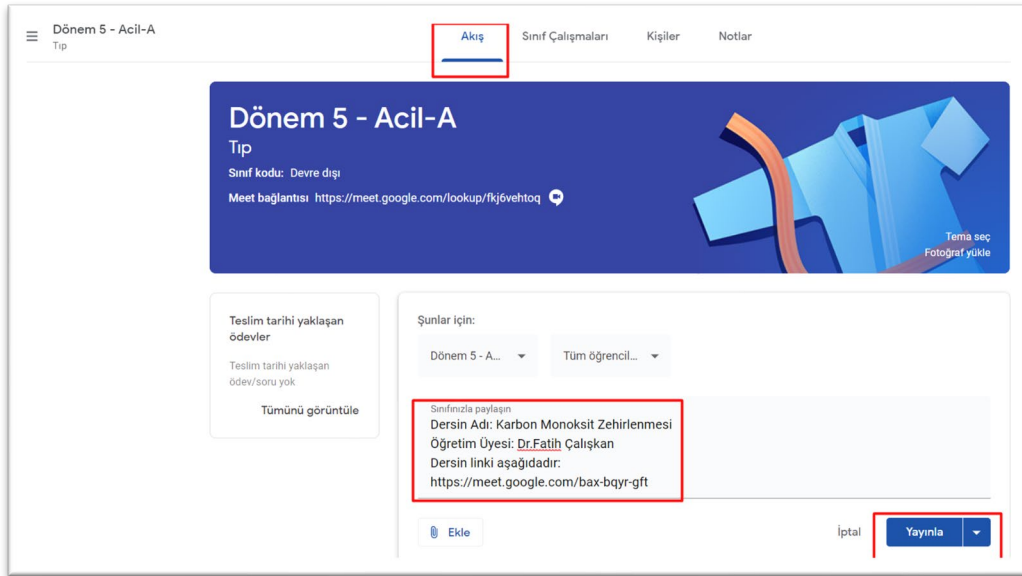 Dönem 5 - Acil-A
Tıp
Akış
Sınıf Çalışmaları
Kişiler
Notlar
Dönem 5 - Acil-A
Tıp
Sınıf kodu: Devre dışı
Meet bağlantısı https://meet.google.com/lookup/fkj6vehtoq
Tema seç
Fotoğraf yükle
Teslim tarihi yaklaşan
ödevler
Teslim tarihi yaklaşan
ödev/soru yok
Tümünü görüntüle
Şunlar için:
Dönem 5 - A...
Tüm öğrencil...
Sınıfınızla paylaşın
Dersin Adı: Karbon Monoksit Zehirlenmesi
Öğretim Üyesi: Dr.Fatih Çalışkan
Dersin linki aşağıdadır:
https://meet.google.com/bax-bqyr-gft
Ekle
İptal
Yayınla